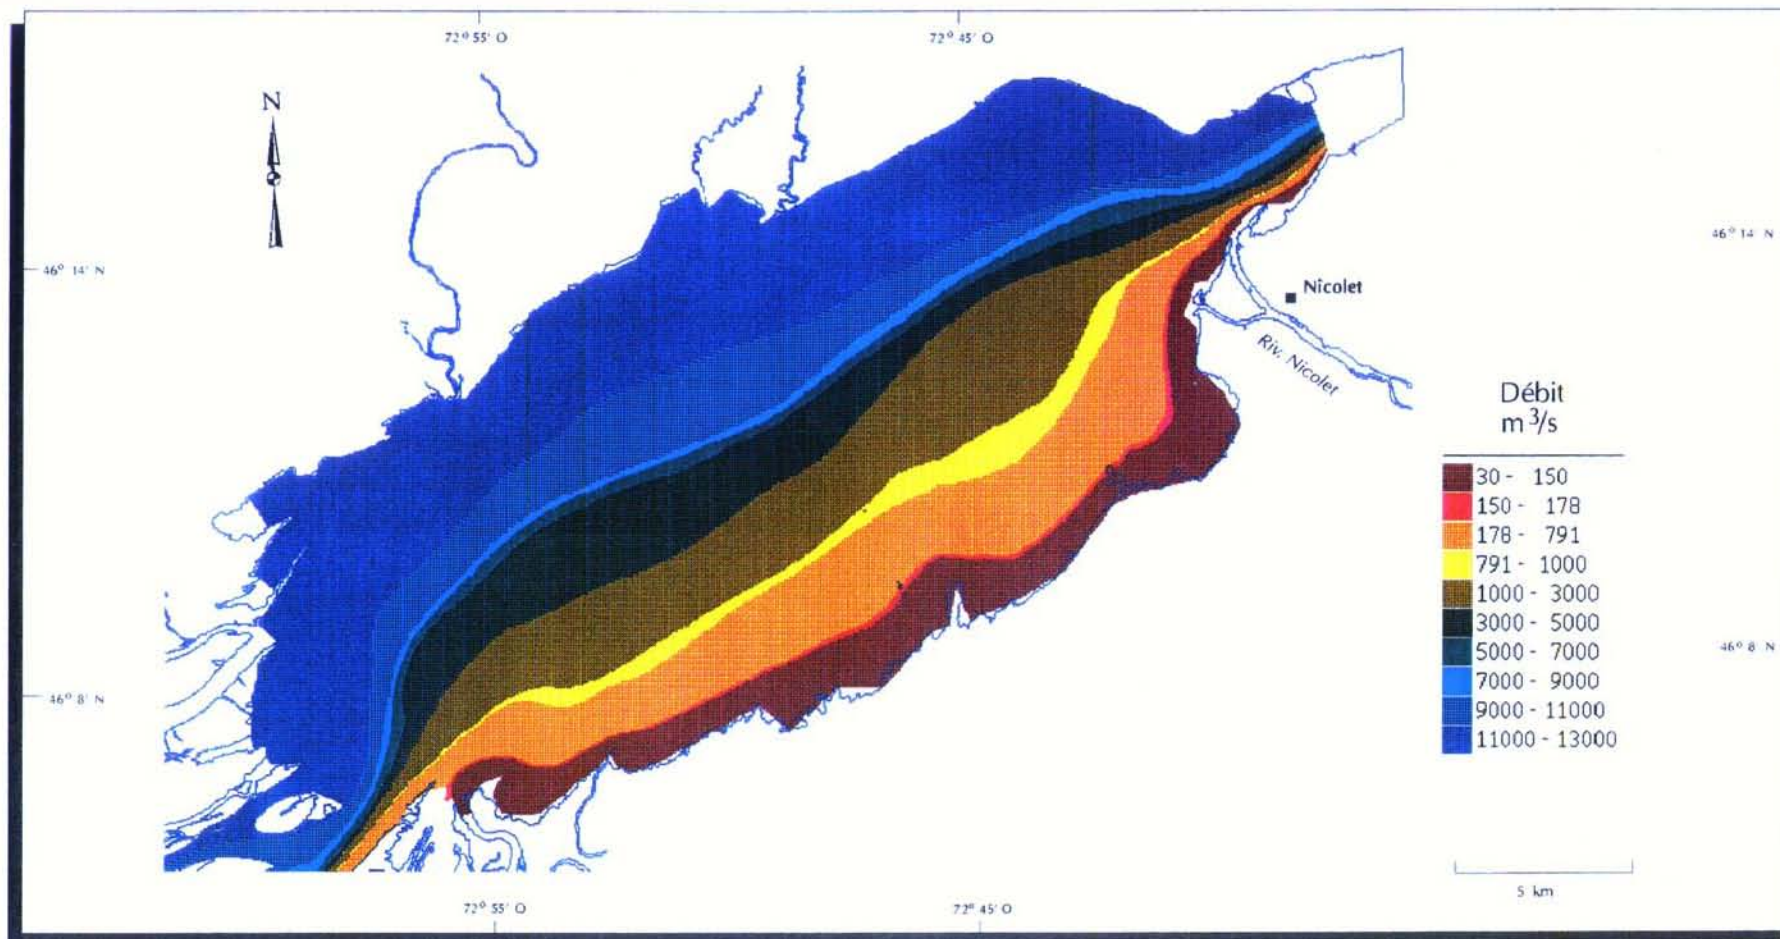 72° 55' O
72° 45' O
N
46° 14' N
46° 14' N
Nicolet
Riv. Nicolet
Débit
m³/s
30 - 150
150 - 178
178 - 791
791 - 1000
1000 - 3000
3000 - 5000
5000 - 7000
7000 - 9000
9000 - 11000
11000 - 13000
46° 8' N
46° 8' N
5 km
72° 55' O
72° 45' O